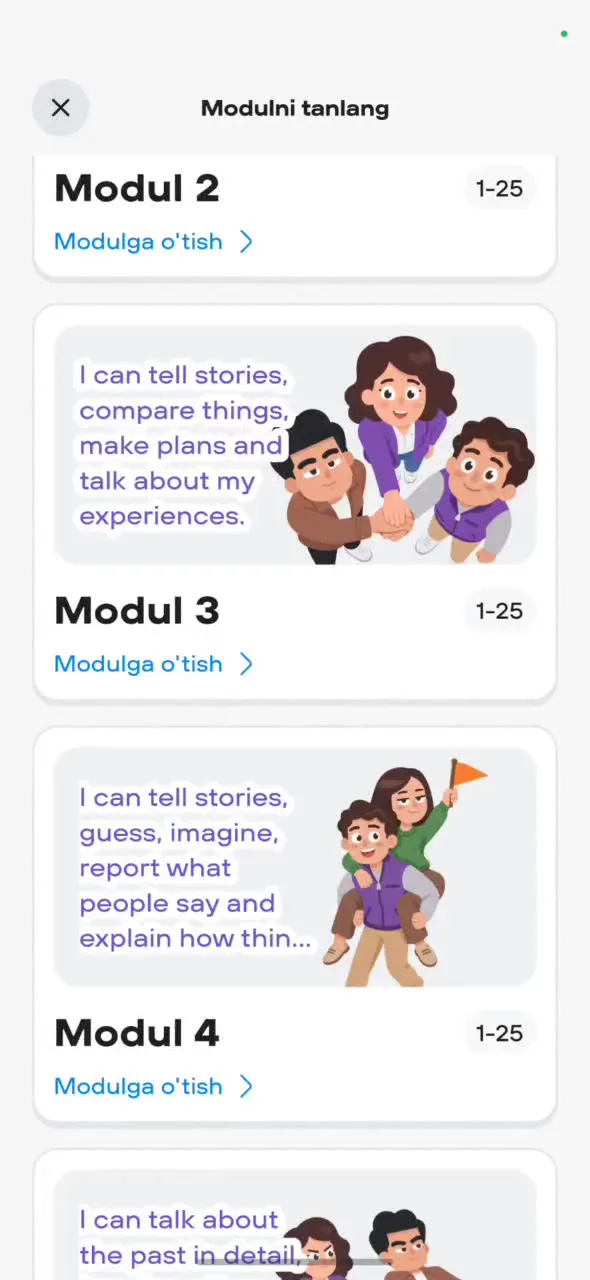 Modulni tanlang
Modul 2
1-25
Modulga o'tish
I can tell stories,
compare things,
make plans and
talk about my
experiences.
Modul 3
1-25
Modulga o'tish
I can tell stories,
guess, imagine,
report what
people say and
explain how thin...
Modul 4
1-25
Modulga o'tish
I can talk about
the past in detail,